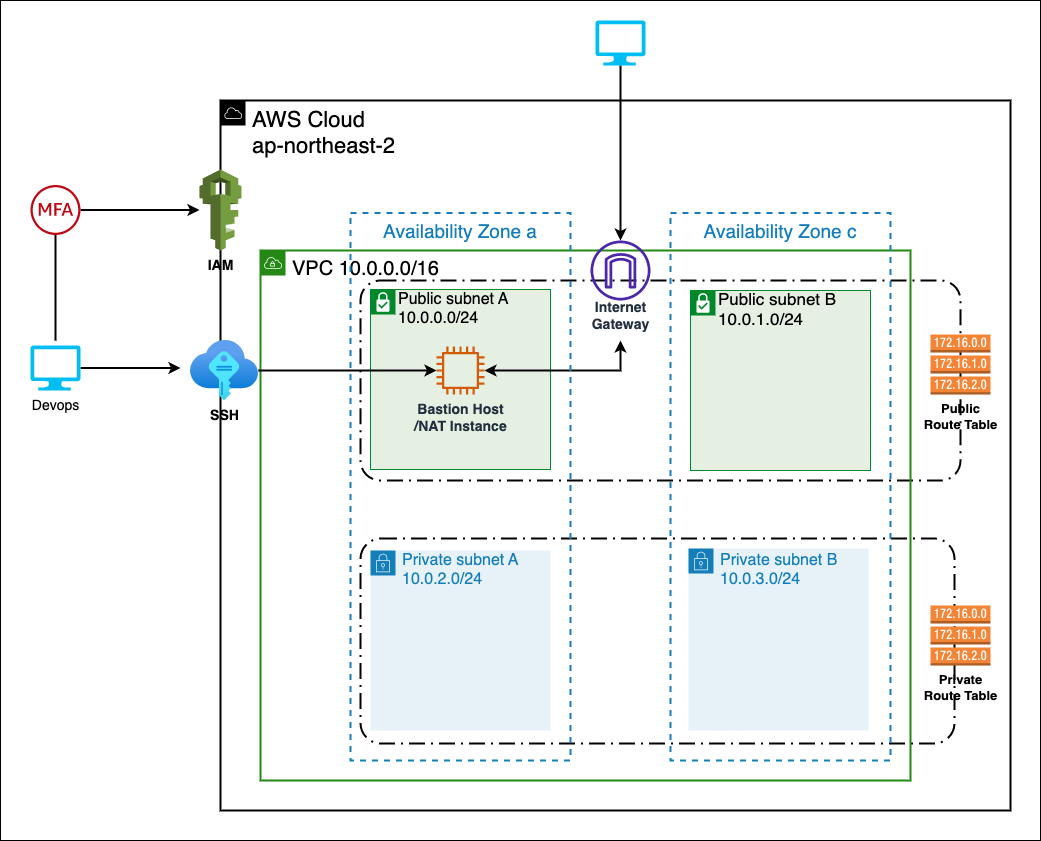 AWS Cloud
ap-northeast-2
MFA
IAM
Availability Zone a
Availability Zone c
VPC 10.0.0.0/16
Public subnet A
10.0.0.0/24
Internet
Gateway
Public subnet B
10.0.1.0/24
172.16.0.0
172.16.1.0
172.16.2.0
Public
Route Table
Devops
SSH
Bastion Host
/NAT Instance
Private subnet A
10.0.2.0/24
Private subnet B
10.0.3.0/24
172.16.0.0
172.16.1.0
172.16.2.0
Private
Route Table